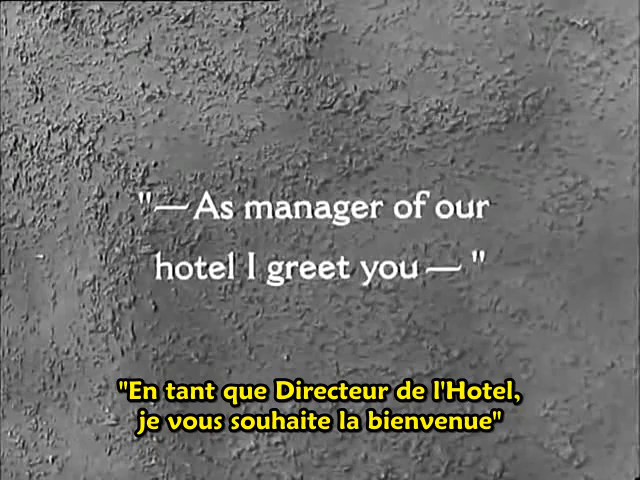 "—As manager of our
hotel I greet you—"
"En tant que Directeur de l'Hotel,
je vous souhaite la bienvenue"